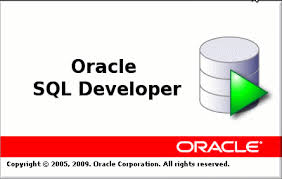 Oracle
SQL Developer
ORACLE
Copyright © 2005, 2009. Oracle Corporation. All rights reserved.